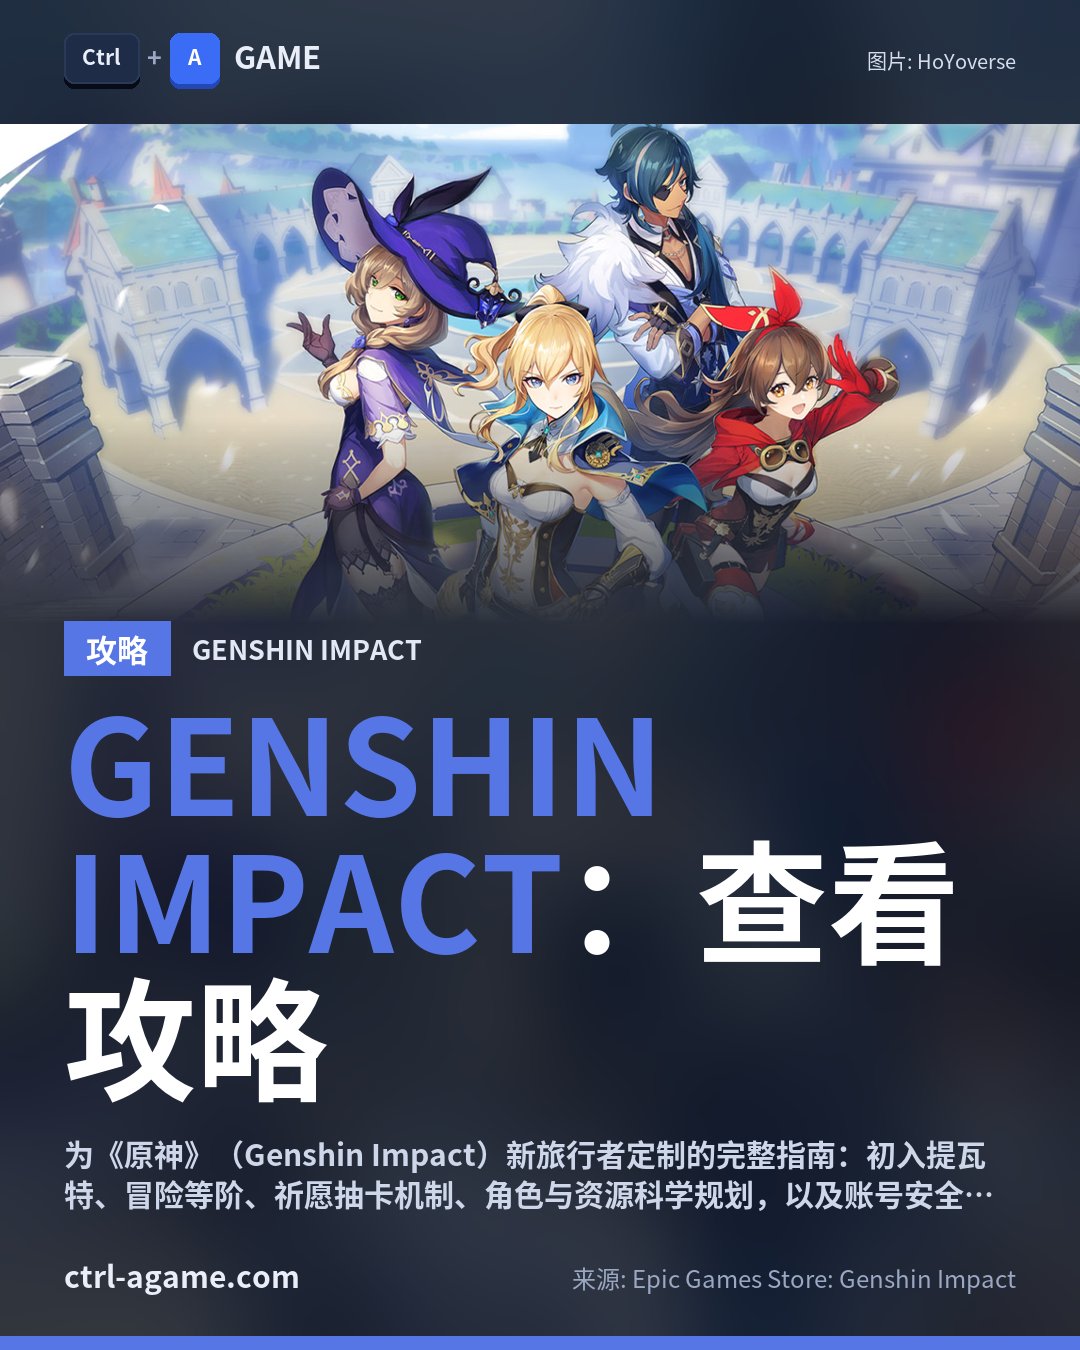 Ctrl + A GAME
图片: HoYoverse
攻略 GENSHIN IMPACT
GENSHIN
IMPACT：查看
攻略
为《原神》（Genshin Impact）新旅行者定制的完整指南：初入提瓦
特、冒险等阶、祈愿抽卡机制、角色与资源科学规划，以及账号安全…
ctrl-agame.com
来源: Epic Games Store: Genshin Impact